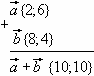 a⃗ {2;6}
+
b⃗ {8;4}
a⃗ + b⃗ {10;10}